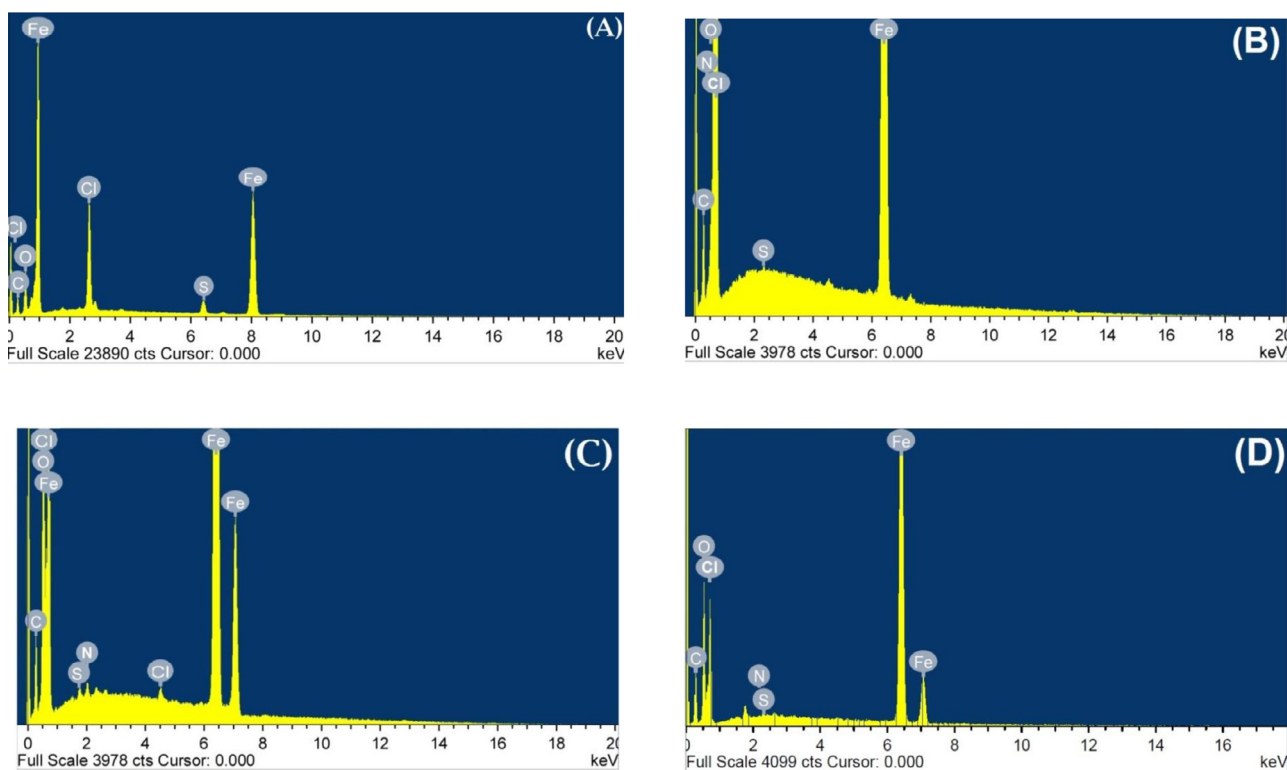 (A)
Fe
Cl
Fe
Cl
O
C
S
0 2 4 6 8 10 12 14 16 18 20
Full Scale 23890 cts Cursor: 0.000 keV
(B)
O
Fe
N
Cl
C
S
0 2 4 6 8 10 12 14 16 18 20
Full Scale 3978 cts Cursor: 0.000 keV
(C)
Cl
Fe
O
Fe
Fe
C
N
S
Cl
0 2 4 6 8 10 12 14 16 18 20
Full Scale 3978 cts Cursor: 0.000 keV
(D)
Fe
O
Cl
C
Fe
N
S
0 2 4 6 8 10 12 14 16
Full Scale 4099 cts Cursor: 0.000 keV